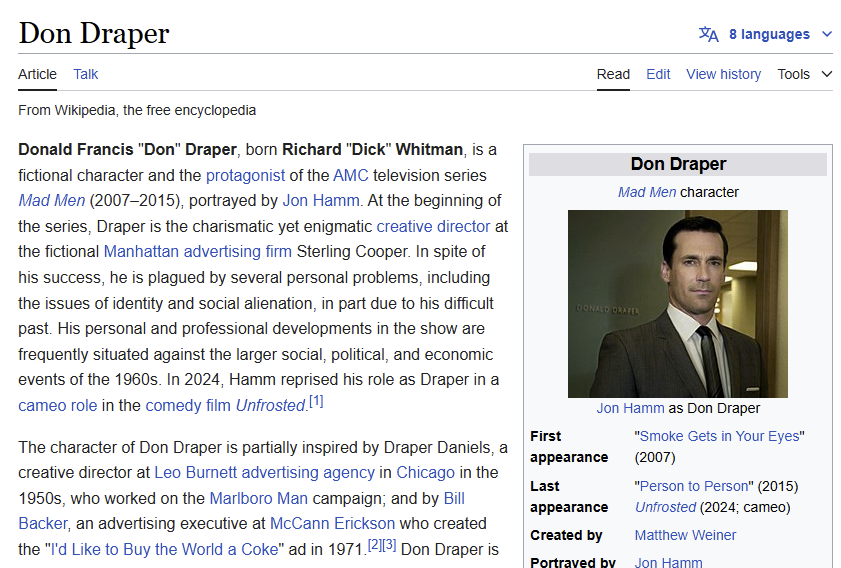 Don Draper
8 languages
Article Talk Read Edit View history Tools
From Wikipedia, the free encyclopedia
Donald Francis "Don" Draper, born Richard "Dick" Whitman, is a
fictional character and the protagonist of the AMC television series
Mad Men (2007–2015), portrayed by Jon Hamm. At the beginning of
the series, Draper is the charismatic yet enigmatic creative director at
the fictional Manhattan advertising firm Sterling Cooper. In spite of
his success, he is plagued by several personal problems, including
the issues of identity and social alienation, in part due to his difficult
past. His personal and professional developments in the show are
frequently situated against the larger social, political, and economic
events of the 1960s. In 2024, Hamm reprised his role as Draper in a
cameo role in the comedy film Unfrosted.[1]
The character of Don Draper is partially inspired by Draper Daniels, a
creative director at Leo Burnett advertising agency in Chicago in the
1950s, who worked on the Marlboro Man campaign; and by Bill
Backer, an advertising executive at McCann Erickson who created
the "I'd Like to Buy the World a Coke" ad in 1971.[2][3] Don Draper is
Don Draper
Mad Men character
DONALD DRAPER
Jon Hamm as Don Draper
First appearance "Smoke Gets in Your Eyes" (2007)
Last appearance "Person to Person" (2015)
Unfrosted (2024; cameo)
Created by Matthew Weiner
Portrayed by Jon Hamm